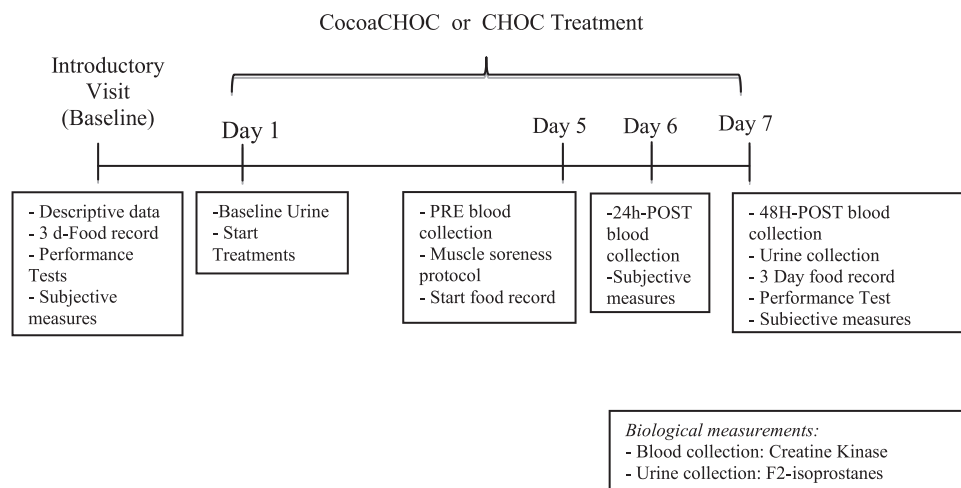 CocoaCHOC or CHOC Treatment
Introductory
Visit
(Baseline)
Day 1
Day 5
Day 6
Day 7
- Descriptive data
- 3 d-Food record
- Performance
Tests
- Subjective
measures
-Baseline Urine
- Start
Treatments
- PRE blood
collection
- Muscle soreness
protocol
- Start food record
-24h-POST
blood
collection
-Subjective
measures
- 48H-POST blood
collection
- Urine collection
- 3 Day food record
- Performance Test
- Subjective measures
Biological measurements:
- Blood collection: Creatine Kinase
- Urine collection: F2-isoprostanes